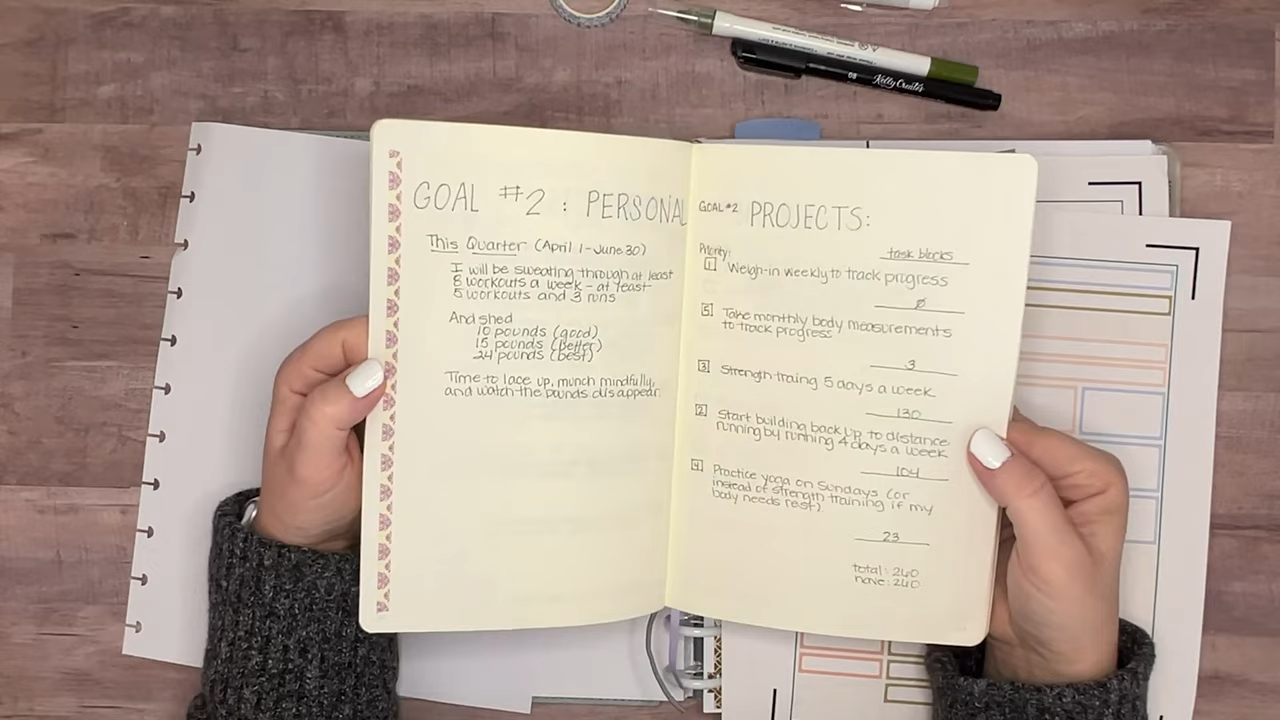 GOAL #2 : PERSONAL
This Quarter (April 1-June 30)
I will be sweating through at least
8 workouts a week - at least
5 workouts and 3 runs
And shed
10 pounds (good)
15 pounds (better)
24 pounds (best)
Time to lace up, munch mindfully,
and watch the pounds disappear.
GOAL #2 PROJECTS:
Priority:
task blocks
1 Weigh-in weekly to track progress
Ø
5 Take monthly body measurements
to track progress
3
3 Strength traing 5 days a week
130
2 Start building back up to distance
running by running 4 days a week
104
4 Practice yoga on Sundays (or
instead of strength training if my
body needs rest)
23
total: 260
have: 260
08 Kelly Creates